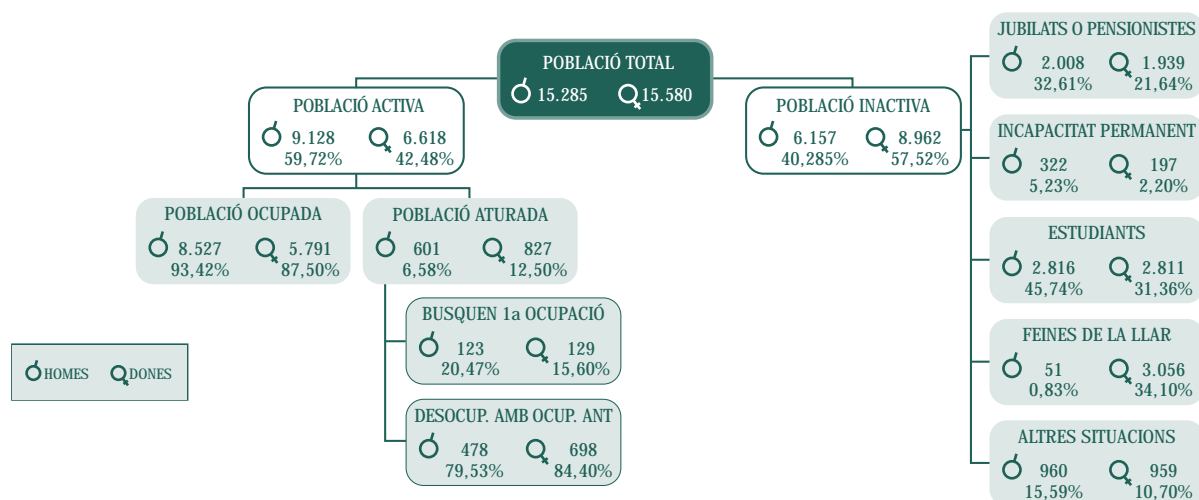 POBLACIÓ TOTAL
15.285 15.580
POBLACIÓ ACTIVA
9.128 6.618
59,72% 42,48%
POBLACIÓ OCUPADA
8.527 5.791
93,42% 87,50%
POBLACIÓ ATURADA
601 827
6,58% 12,50%
BUSQUEN 1a OCUPACIÓ
123 129
20,47% 15,60%
DESOCUP. AMB OCUP. ANT
478 698
79,53% 84,40%
POBLACIÓ INACTIVA
6.157 8.962
40,285% 57,52%
JUBILATS O PENSIONISTES
2.008 1.939
32,61% 21,64%
INCAPACITAT PERMANENT
322 197
5,23% 2,20%
ESTUDIANTS
2.816 2.811
45,74% 31,36%
FEINES DE LA LLAR
51 3.056
0,83% 34,10%
ALTRES SITUACIONS
960 959
15,59% 10,70%
HOMES DONES